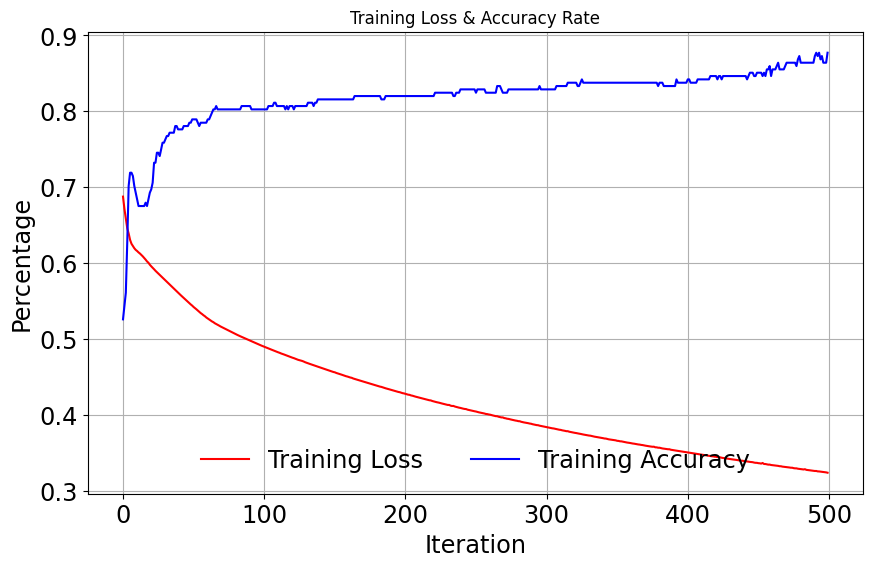 Training Loss & Accuracy Rate
0.9
0.8
0.7
0.6
0.5
0.4
0.3
Percentage
Training Loss Training Accuracy
0 100 200 300 400 500
Iteration